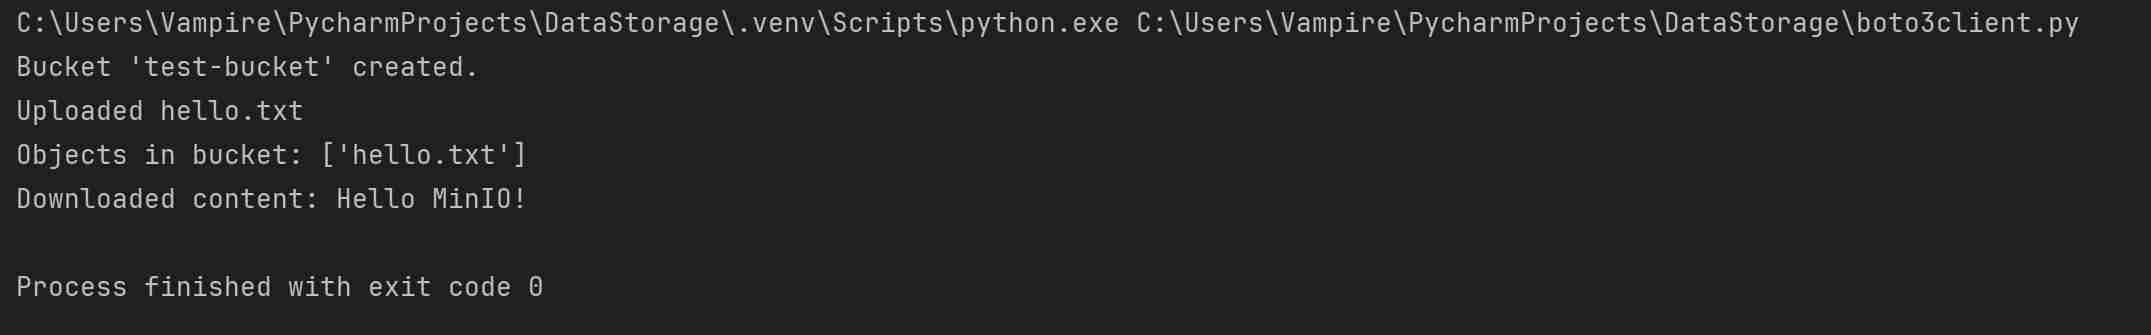 C:\Users\Vampire\PycharmProjects\DataStorage\.venv\Scripts\python.exe C:\Users\Vampire\PycharmProjects\DataStorage\boto3client.py
Bucket 'test-bucket' created.
Uploaded hello.txt
Objects in bucket: ['hello.txt']
Downloaded content: Hello MinIO!
Process finished with exit code 0